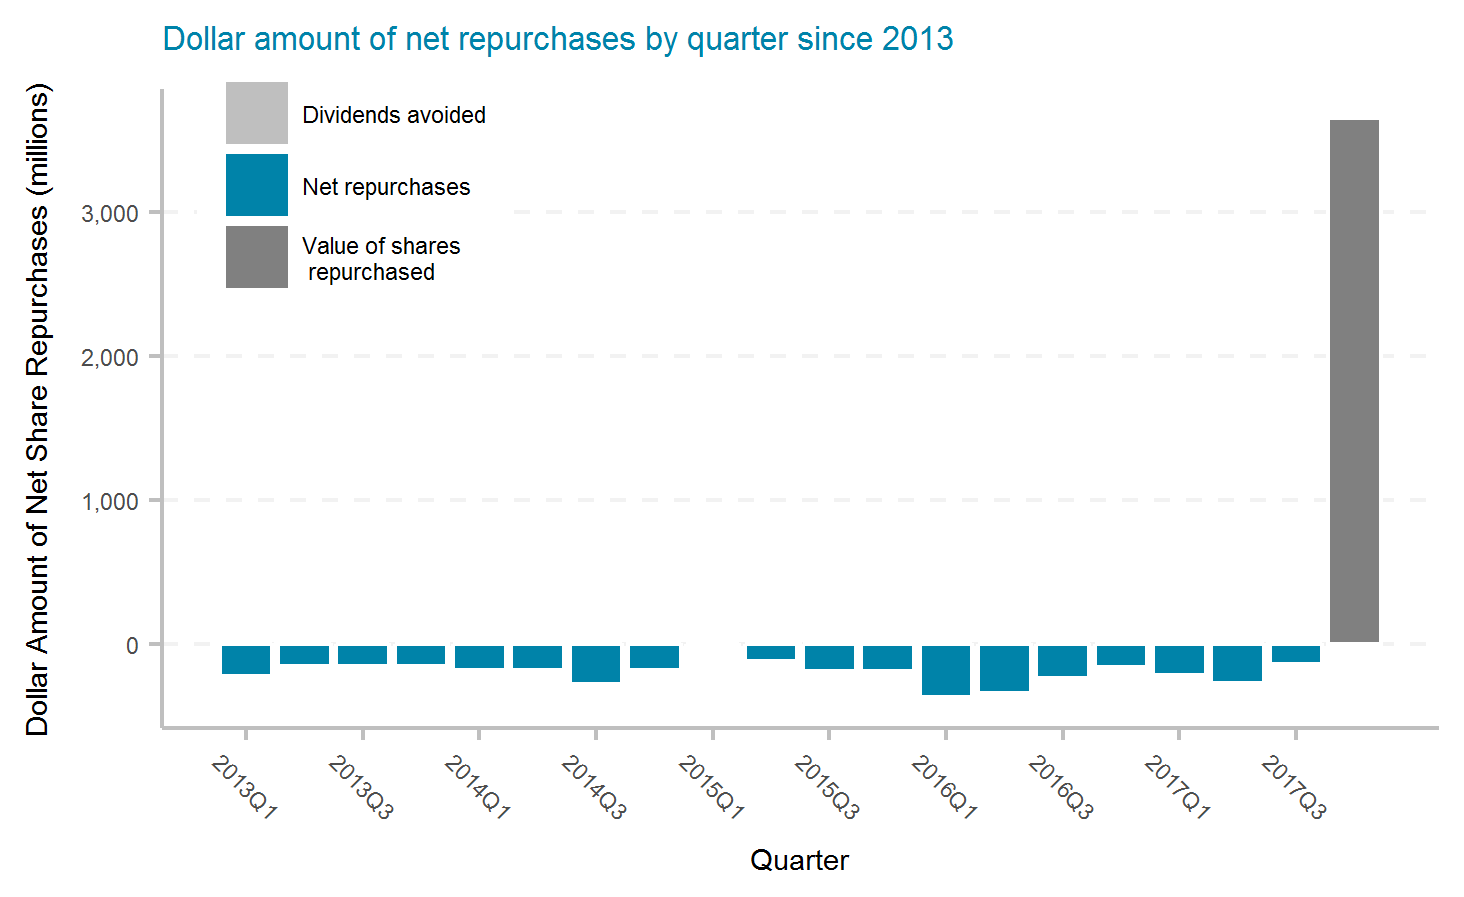 Dollar amount of net repurchases by quarter since 2013
Dollar Amount of Net Share Repurchases (millions)
Dividends avoided
Net repurchases
Value of shares
repurchased
3,000
2,000
1,000
0
2013Q1
2013Q3
2014Q1
2014Q3
2015Q1
2015Q3
2016Q1
2016Q3
2017Q1
2017Q3
Quarter